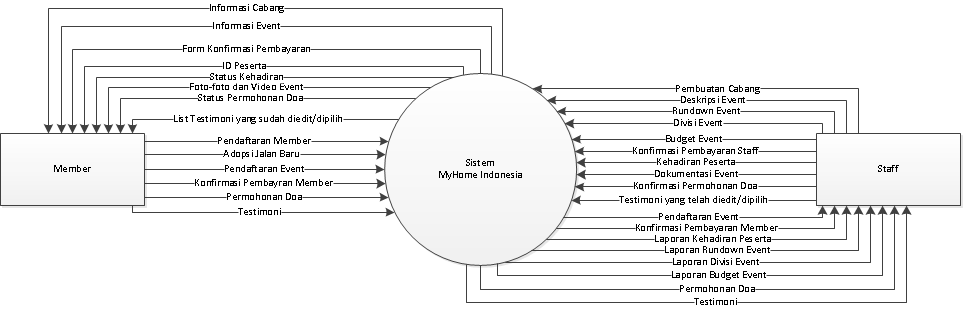 Informasi Cabang
Informasi Event
Form Konfirmasi Pembayaran
ID Peserta
Status Kehadiran
Foto-foto dan Video Event
Status Permohonan Doa
List Testimoni yang sudah diedit/dipilih
Member
Pendaftaran Member
Adopsi Jalan Baru
Pendaftaran Event
Konfirmasi Pembayran Member
Permohonan Doa
Testimoni
Sistem
MyHome Indonesia
Pembuatan Cabang
Deskripsi Event
Rundown Event
Divisi Event
Budget Event
Konfirmasi Pembayaran Staff
Kehadiran Peserta
Dokumentasi Event
Konfirmasi Permohonan Doa
Testimoni yang telah diedit/dipilih
Staff
Pendaftaran Event
Konfirmasi Pembayaran Member
Laporan Kehadiran Peserta
Laporan Rundown Event
Laporan Divisi Event
Laporan Budget Event
Permohonan Doa
Testimoni